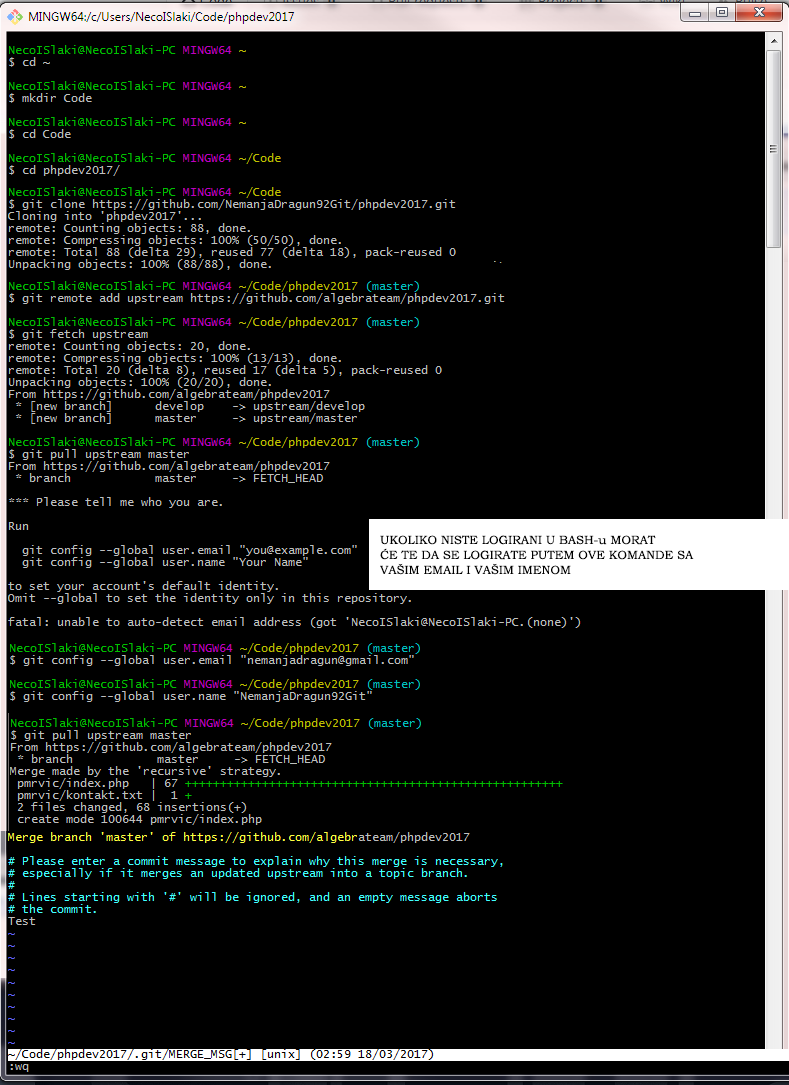 MINGW64:/c/Users/NecoISlaki/Code/phpdev2017
NecoISlaki@NecoISlaki-PC MINGW64 ~
$ cd ~
NecoISlaki@NecoISlaki-PC MINGW64 ~
$ mkdir Code
NecoISlaki@NecoISlaki-PC MINGW64 ~
$ cd Code
NecoISlaki@NecoISlaki-PC MINGW64 ~/Code
$ cd phpdev2017/
NecoISlaki@NecoISlaki-PC MINGW64 ~/Code
$ git clone https://github.com/NemanjaDragun92Git/phpdev2017.git
Cloning into 'phpdev2017'...
remote: Counting objects: 88, done.
remote: Compressing objects: 100% (50/50), done.
remote: Total 88 (delta 29), reused 77 (delta 18), pack-reused 0
Unpacking objects: 100% (88/88), done.
NecoISlaki@NecoISlaki-PC MINGW64 ~/Code/phpdev2017 (master)
$ git remote add upstream https://github.com/algebrateam/phpdev2017.git
NecoISlaki@NecoISlaki-PC MINGW64 ~/Code/phpdev2017 (master)
$ git fetch upstream
remote: Counting objects: 20, done.
remote: Compressing objects: 100% (13/13), done.
remote: Total 20 (delta 8), reused 17 (delta 5), pack-reused 0
Unpacking objects: 100% (20/20), done.
From https://github.com/algebrateam/phpdev2017
 * [new branch]      develop    -> upstream/develop
 * [new branch]      master     -> upstream/master
NecoISlaki@NecoISlaki-PC MINGW64 ~/Code/phpdev2017 (master)
$ git pull upstream master
From https://github.com/algebrateam/phpdev2017
 * branch            master     -> FETCH_HEAD
*** Please tell me who you are.
Run
  git config --global user.email "you@example.com"
  git config --global user.name "Your Name"
to set your account's default identity.
Omit --global to set the identity only in this repository.
UKOLIKO NISTE LOGIRANI U BASH-u MORAT
ĆE TE DA SE LOGIRATE PUTEM OVE KOMANDE SA
VAŠIM EMAIL I VAŠIM IMENOM
fatal: unable to auto-detect email address (got 'NecoISlaki@NecoISlaki-PC.(none)')
NecoISlaki@NecoISlaki-PC MINGW64 ~/Code/phpdev2017 (master)
$ git config --global user.email "nemanjadragun@gmail.com"
NecoISlaki@NecoISlaki-PC MINGW64 ~/Code/phpdev2017 (master)
$ git config --global user.name "NemanjaDragun92Git"
NecoISlaki@NecoISlaki-PC MINGW64 ~/Code/phpdev2017 (master)
$ git pull upstream master
From https://github.com/algebrateam/phpdev2017
 * branch            master     -> FETCH_HEAD
Merge made by the 'recursive' strategy.
 pmrvic/index.php   | 67 ++++++++++++++++++++++++++++++++++++++++++++++++++++++
 pmrvic/kontakt.txt |  1 +
 2 files changed, 68 insertions(+)
 create mode 100644 pmrvic/index.php
Merge branch 'master' of https://github.com/algebrateam/phpdev2017
# Please enter a commit message to explain why this merge is necessary,
# especially if it merges an updated upstream into a topic branch.
#
# Lines starting with '#' will be ignored, and an empty message aborts
# the commit.
Test
~
~
~
~
~
~
~
~
~
~
~/Code/phpdev2017/.git/MERGE_MSG[+] [unix] (02:59 18/03/2017)
:wq